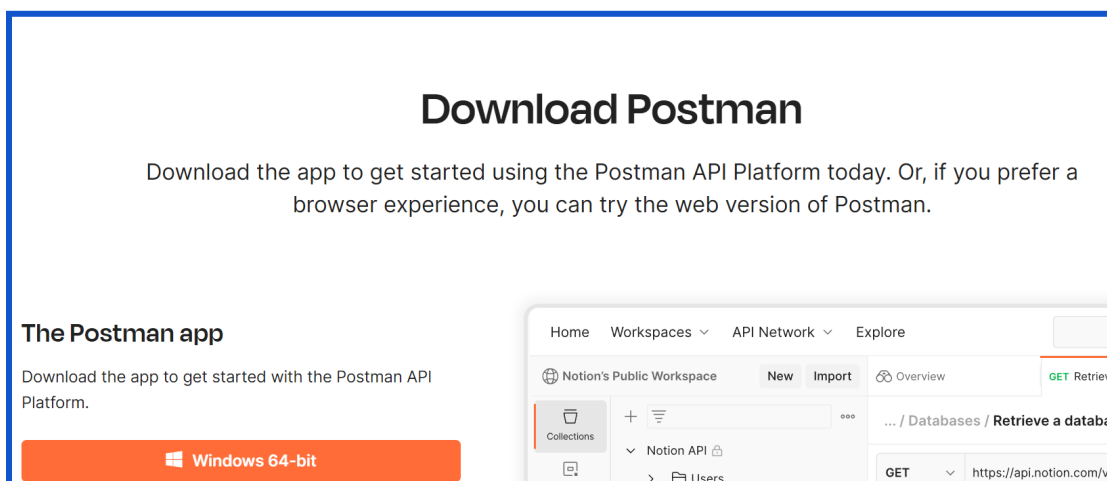 Download Postman
Download the app to get started using the Postman API Platform today. Or, if you prefer a
browser experience, you can try the web version of Postman.
The Postman app
Download the app to get started with the Postman API
Platform.
Windows 64-bit
Home Workspaces API Network Explore
Notion's Public Workspace New Import Overview GET
Collections
... / Databases / Retrieve a
Notion API
Users
GET https://api.notion.com/v